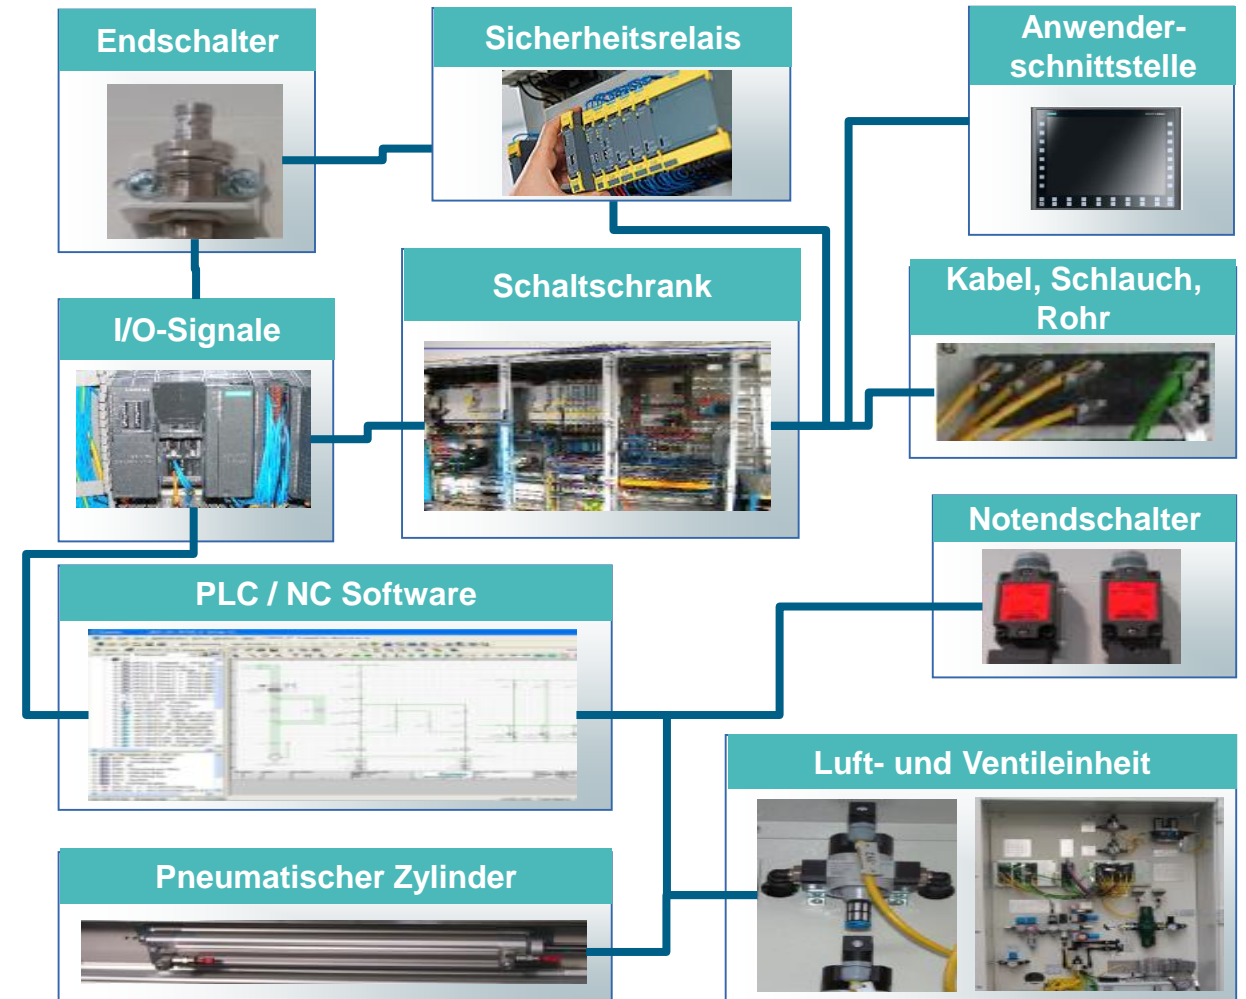 Endschalter
Sicherheitsrelais
Anwender-
schnittstelle
I/O-Signale
Schaltschrank
Kabel, Schlauch,
Rohr
PLC / NC Software
Notendschalter
Pneumatischer Zylinder
Luft- und Ventileinheit